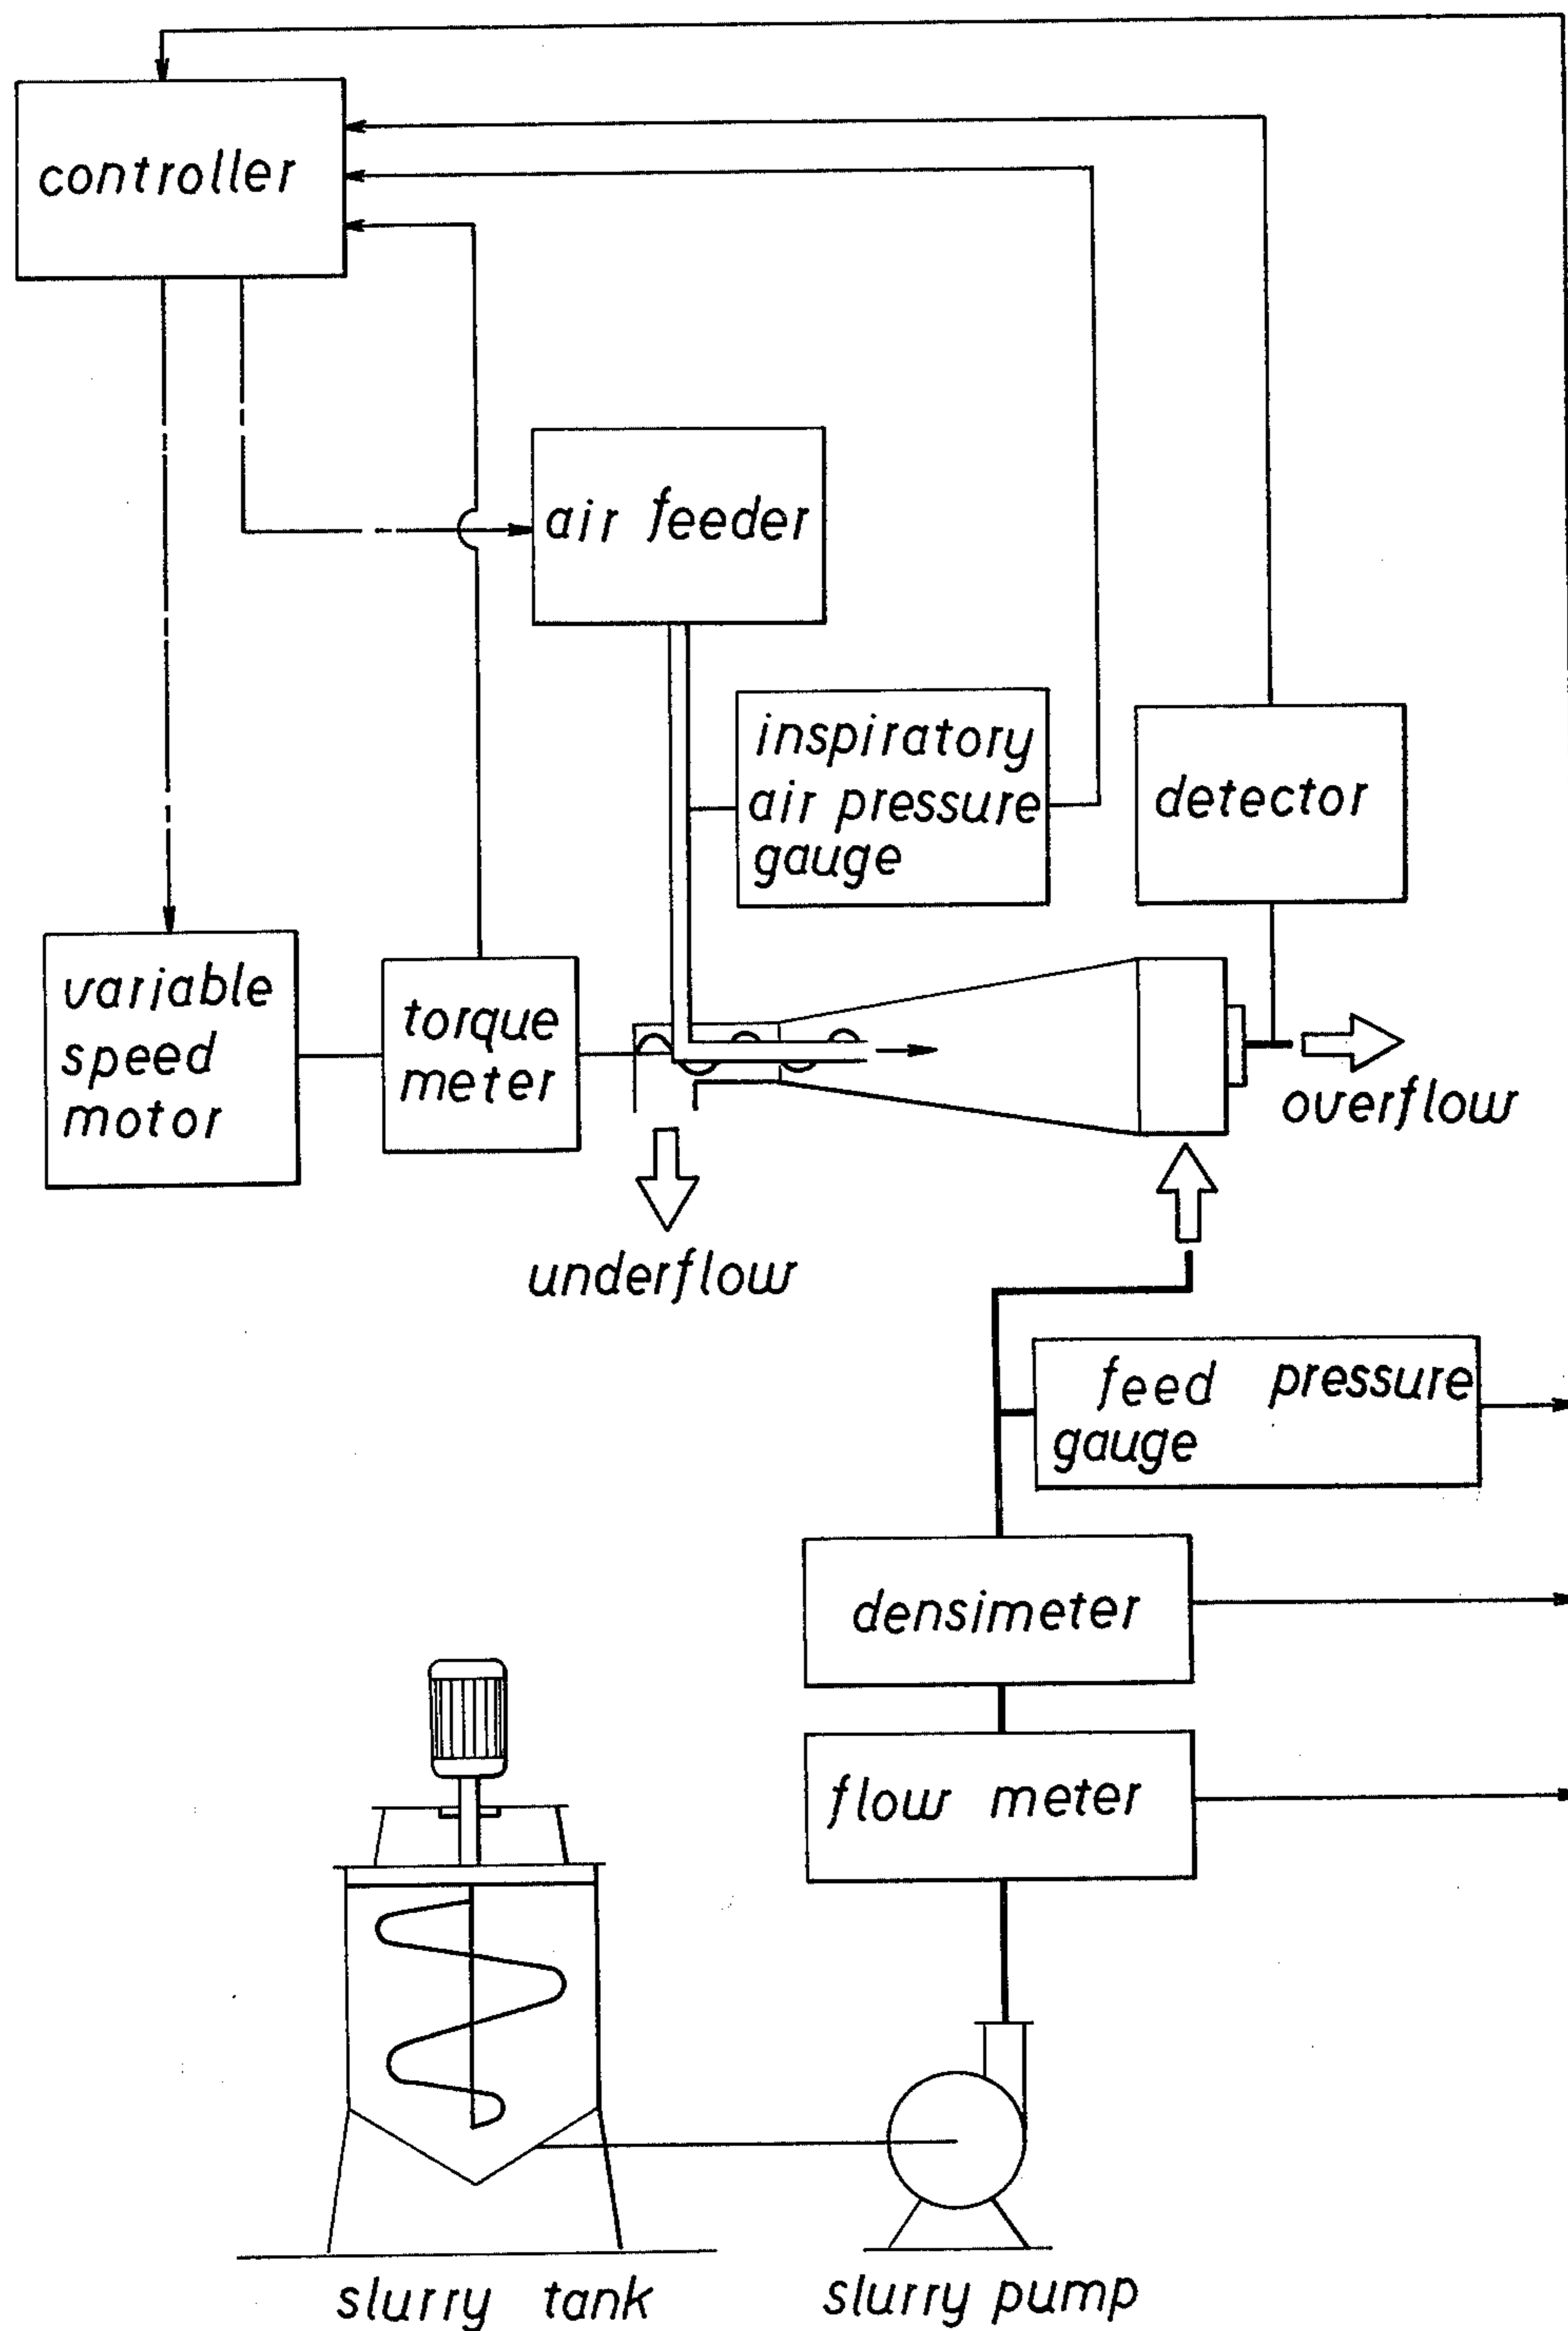 controller
air feeder
inspiratory
air pressure
gauge
detector
variable
speed
motor
torque
meter
overflow
underflow
feed pressure
gauge
densimeter
flow meter
slurry tank
slurry pump